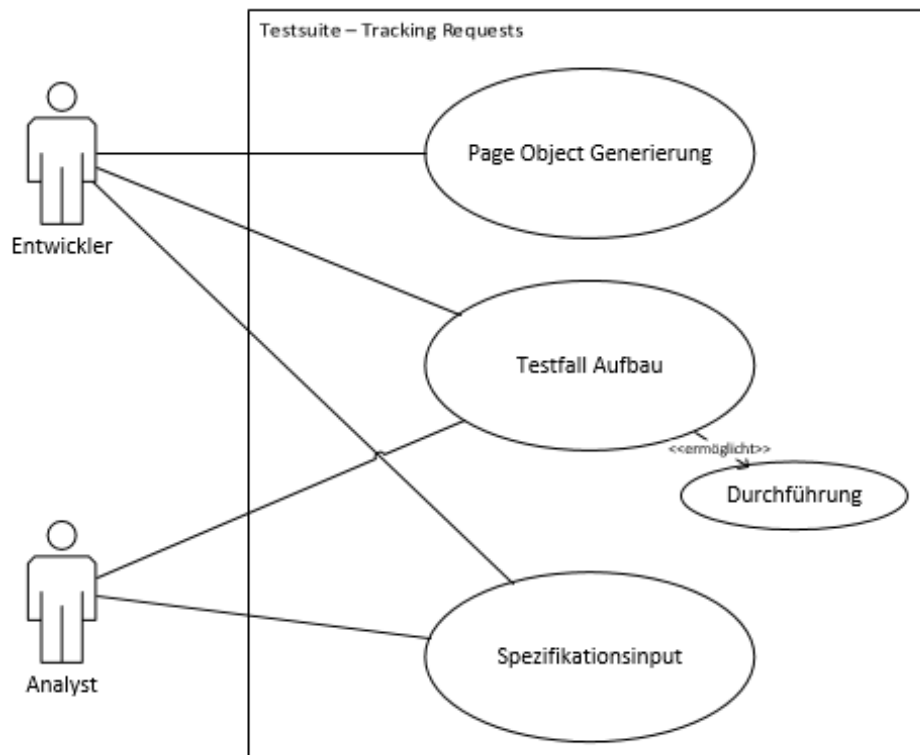 Testsuite – Tracking Requests
Page Object Generierung
Entwickler
Testfall Aufbau
<<ermöglicht>>
Durchführung
Spezifikationsinput
Analyst